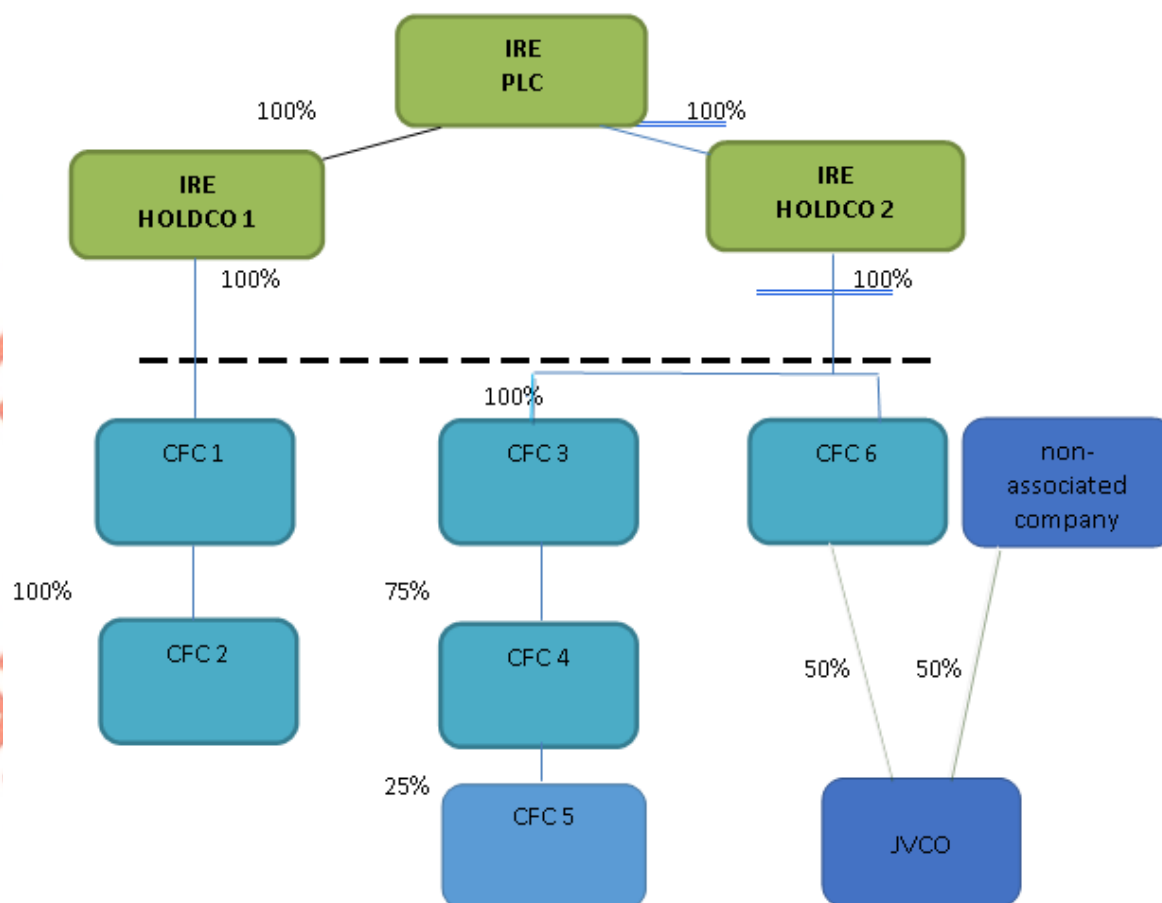 IRE
PLC
100%
100%
IRE
HOLDCO 1
IRE
HOLDCO 2
100%
100%
100%
CFC 1
CFC 3
CFC 6
non-
associated
company
100%
75%
CFC 2
CFC 4
50%
50%
25%
CFC 5
JVCO